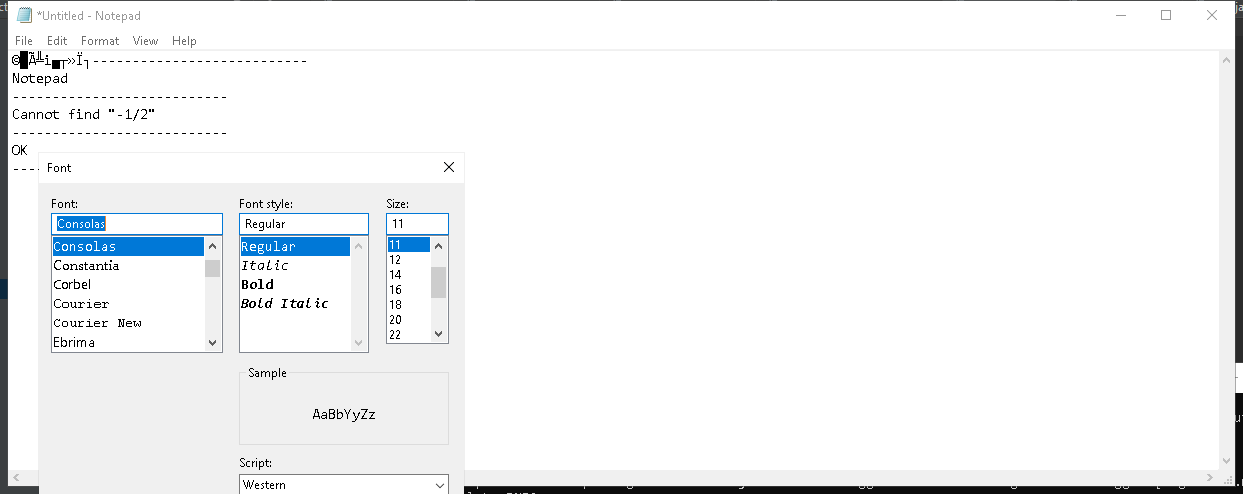 *Untitled - Notepad
File Edit Format View Help
---------------------------
Notepad
---------------------------
Cannot find "-1/2"
---------------------------
OK
----
Font
Font: Font style: Size:
Consolas Regular 11
Consolas Regular 11
Constantia Italic 12
Corbel Bold 14
Courier Bold Italic 16
Courier New 18
Ebrima 20
22
Sample
AaBbYyZz
Script:
Western